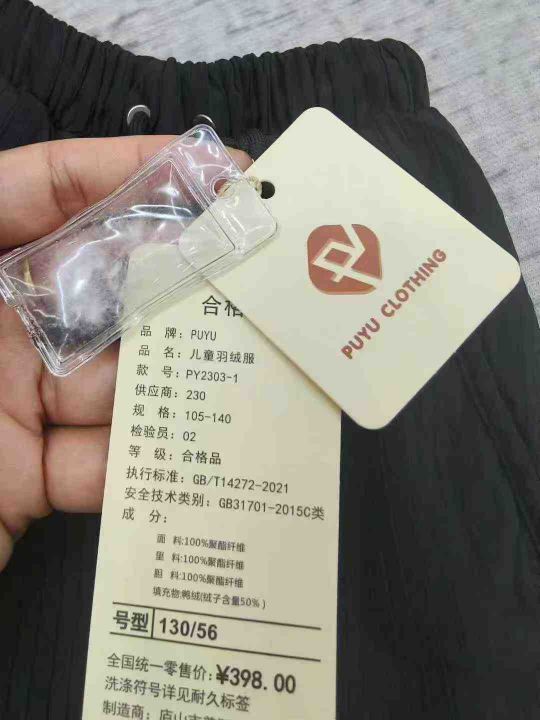 PUYU CLOTHING
合格
品 牌: PUYU
品 名: 儿童羽绒服
款 号: PY2303-1
供应商: 230
规 格: 105-140
检验员: 02
等 级: 合格品
执行标准: GB/T14272-2021
安全技术类别: GB31701-2015C类
成 分:
面 料:100%聚酯纤维
里 料:100%聚酯纤维
胆 料:100%聚酯纤维
填充物:鸭绒(绒子含量50%)
号型 130/56
全国统一零售价: ¥398.00
洗涤符号详见耐久标签
制造商: 庐山市